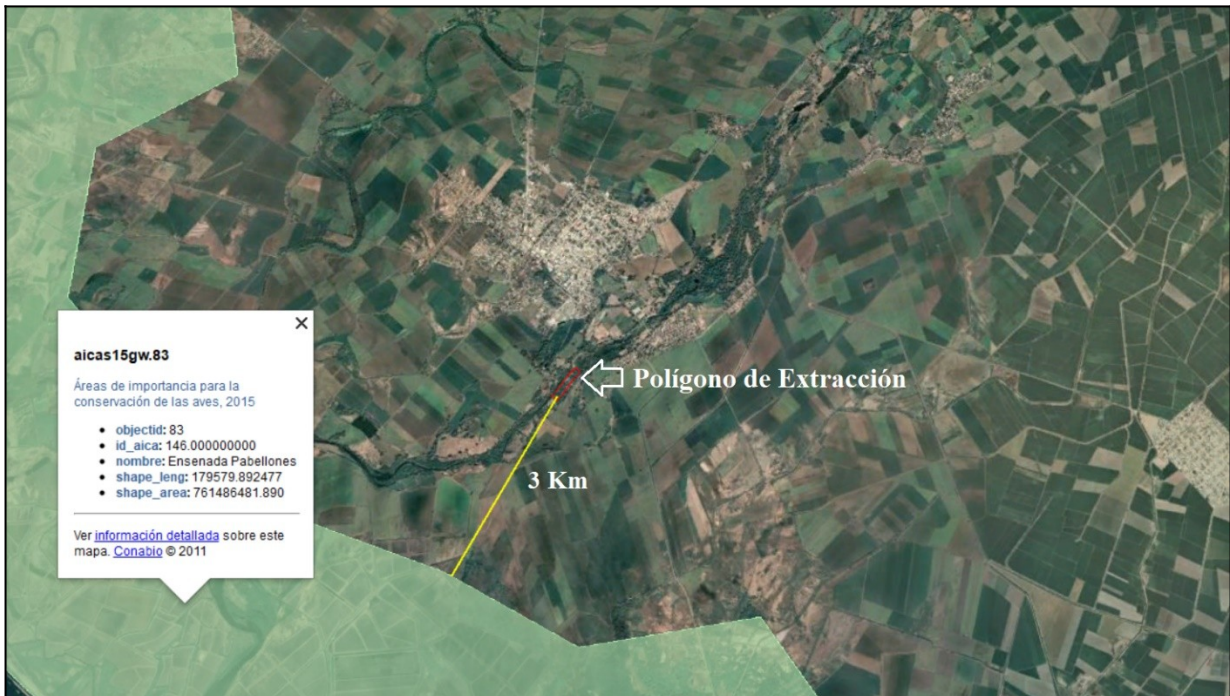 aicas15gw.83
Áreas de importancia para la
conservación de las aves, 2015
objectid: 83
id_aica: 146.000000000
nombre: Ensenada Pabellones
shape_leng: 179579.892477
shape_area: 761486481.890
Ver información detallada sobre este
mapa. Conabio © 2011
Polígono de Extracción
3 Km